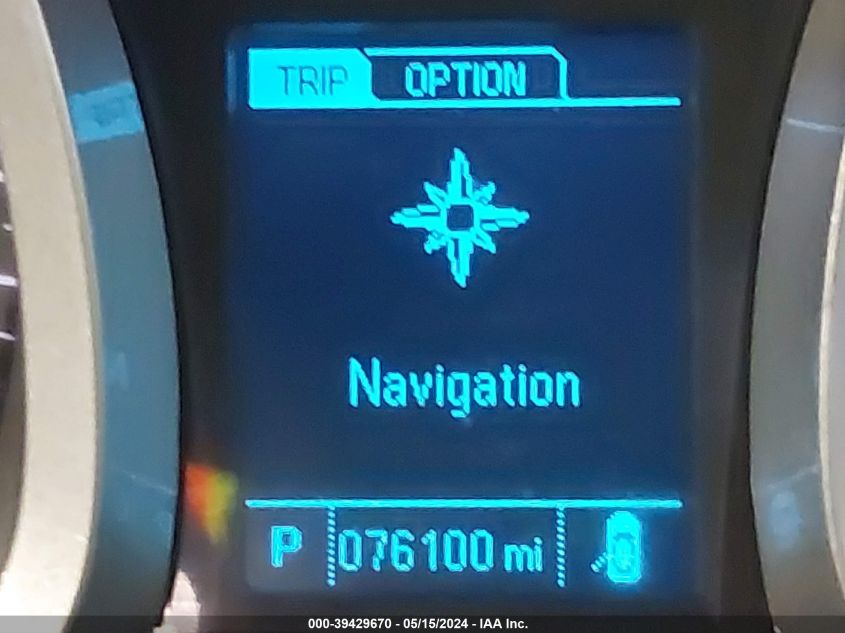 TRIP OPTION
Navigation
P 076100 mi
000-39429670 - 05/15/2024 - IAA Inc.